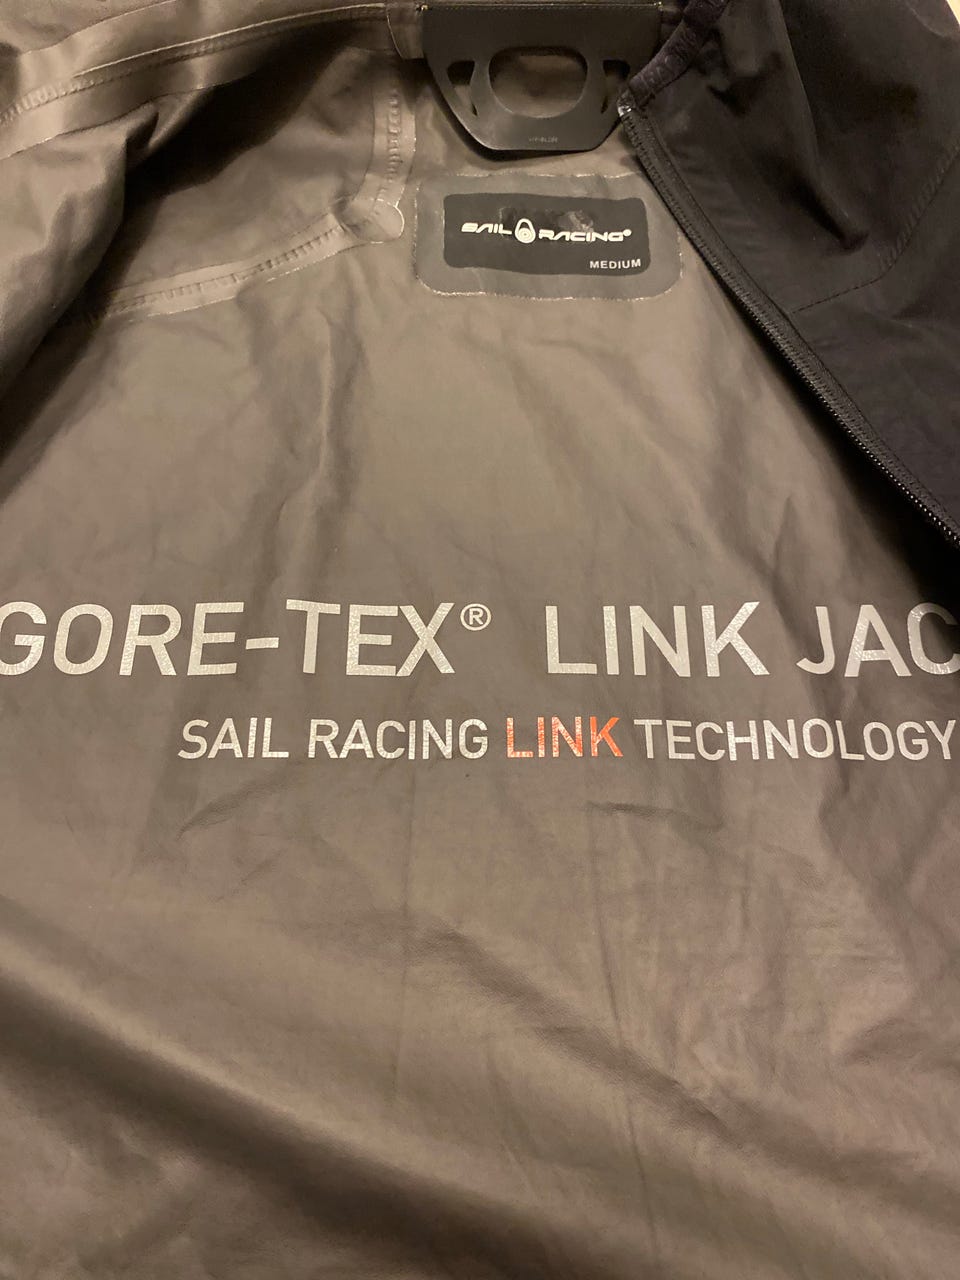 SAIL RACING®
MEDIUM
GORE-TEX® LINK JAC
SAIL RACING LINK TECHNOLOGY